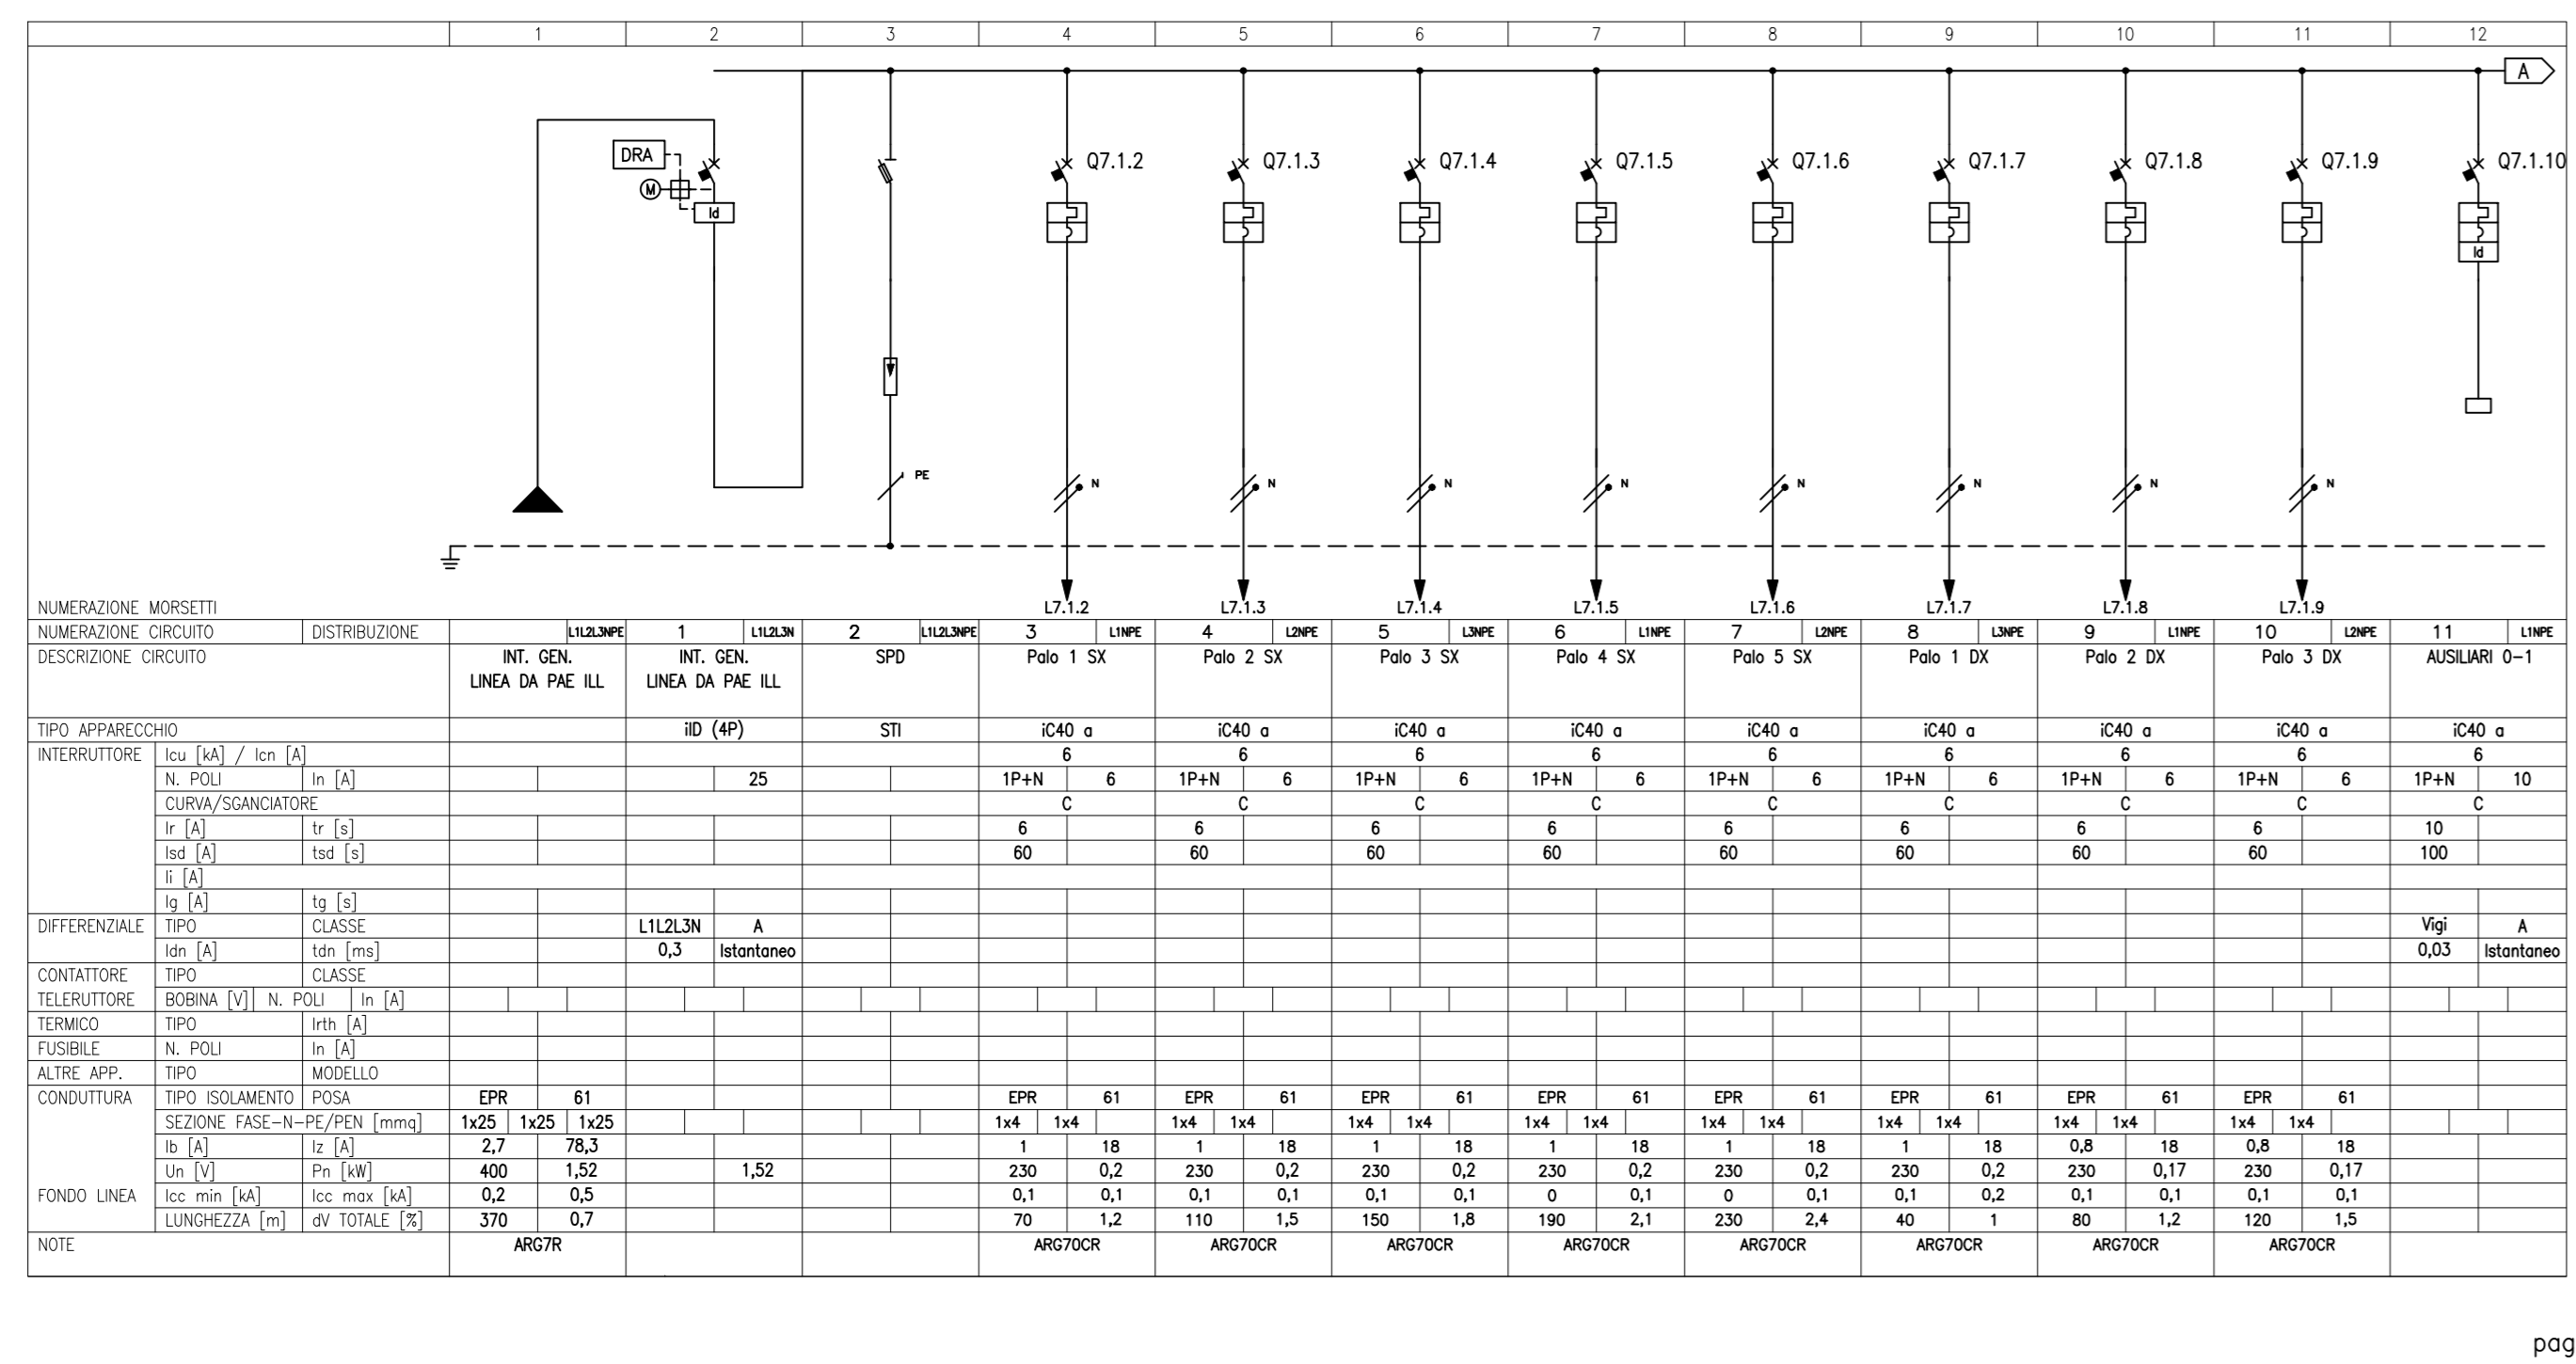 1 2 3 4 5 6 7 8 9 10 11 12
A
DRA
M
Id
Q7.1.2 Q7.1.3 Q7.1.4 Q7.1.5 Q7.1.6 Q7.1.7 Q7.1.8 Q7.1.9 Q7.1.10
Id
PE N N N N N N N N
NUMERAZIONE MORSETTI L7.1.2 L7.1.3 L7.1.4 L7.1.5 L7.1.6 L7.1.7 L7.1.8 L7.1.9
NUMERAZIONE CIRCUITO DISTRIBUZIONE L1L2L3NPE 1 L1L2L3N 2 L1L2L3NPE 3 L1NPE 4 L2NPE 5 L3NPE 6 L1NPE 7 L2NPE 8 L3NPE 9 L1NPE 10 L2NPE 11 L1NPE
DESCRIZIONE CIRCUITO INT. GEN. INT. GEN. SPD Palo 1 SX Palo 2 SX Palo 3 SX Palo 4 SX Palo 5 SX Palo 1 DX Palo 2 DX Palo 3 DX AUSILIARI 0-1
LINEA DA PAE ILL LINEA DA PAE ILL
TIPO APPARECCHIO iID (4P) STI iC40 a iC40 a iC40 a iC40 a iC40 a iC40 a iC40 a iC40 a iC40 a
INTERRUTTORE Icu [kA] / Icn [A] 6 6 6 6 6 6 6 6 6
N. POLI In [A] 25 1P+N 6 1P+N 6 1P+N 6 1P+N 6 1P+N 6 1P+N 6 1P+N 6 1P+N 6 1P+N 10
CURVA/SGANCIATORE C C C C C C C C C
Ir [A] tr [s] 6 6 6 6 6 6 6 6 10
Isd [A] tsd [s] 60 60 60 60 60 60 60 60 100
Ii [A]
Ig [A] tg [s]
DIFFERENZIALE TIPO CLASSE L1L2L3N A Vigi A
Idn [A] tdn [ms] 0,3 Istantaneo 0,03 Istantaneo
CONTATTORE TIPO CLASSE
TELERUTTORE BOBINA [V] N. POLI In [A]
TERMICO TIPO Irth [A]
FUSIBILE N. POLI In [A]
ALTRE APP. TIPO MODELLO
CONDUTTURA TIPO ISOLAMENTO POSA EPR 61 EPR 61 EPR 61 EPR 61 EPR 61 EPR 61 EPR 61 EPR 61 EPR 61
SEZIONE FASE-N-PE/PEN [mmq] 1x25 1x25 1x25 1x4 1x4 1x4 1x4 1x4 1x4 1x4 1x4 1x4 1x4 1x4 1x4 1x4 1x4 1x4 1x4
Ib [A] Iz [A] 2,7 78,3 1 18 1 18 1 18 1 18 1 18 1 18 0,8 18 0,8 18
Un [V] Pn [kW] 400 1,52 1,52 230 0,2 230 0,2 230 0,2 230 0,2 230 0,2 230 0,2 230 0,17 230 0,17
FONDO LINEA Icc min [kA] Icc max [kA] 0,2 0,5 0,1 0,1 0,1 0,1 0,1 0,1 0 0,1 0 0,1 0,1 0,2 0,1 0,1 0,1 0,1
LUNGHEZZA [m] dV TOTALE [%] 370 0,7 70 1,2 110 1,5 150 1,8 190 2,1 230 2,4 40 1 80 1,2 120 1,5
NOTE ARG7R ARG7OCR ARG7OCR ARG7OCR ARG7OCR ARG7OCR ARG7OCR ARG7OCR ARG7OCR
pag